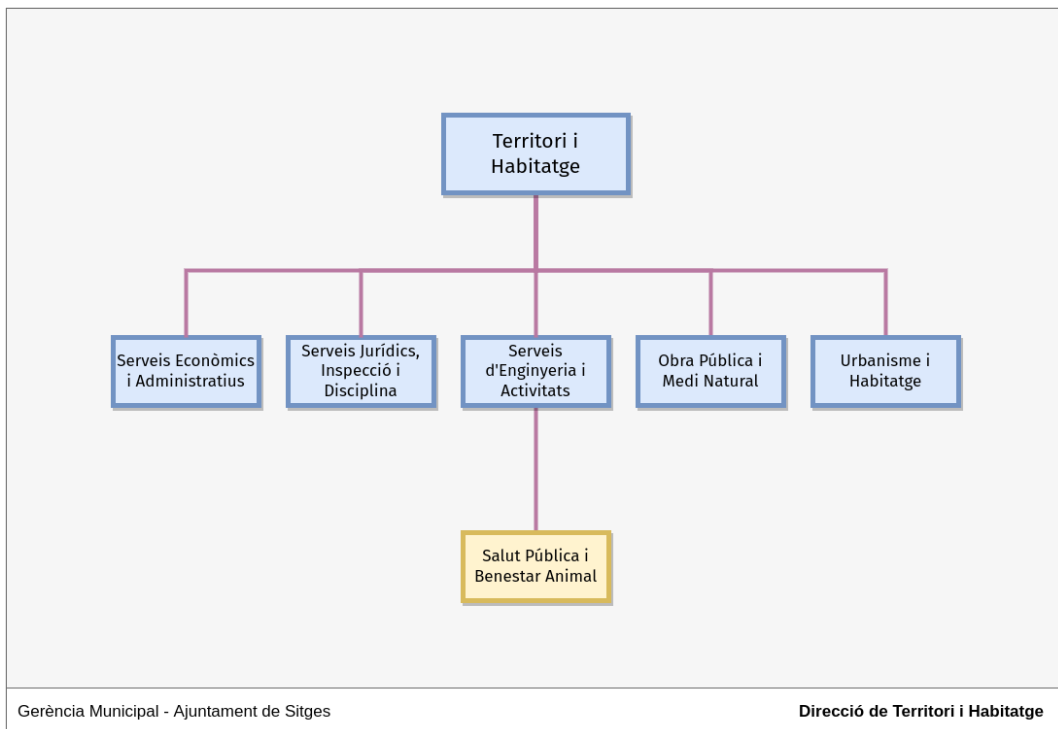 Territori i
Habitatge
Serveis Econòmics
i Administratius
Serveis Jurídics,
Inspecció i
Disciplina
Serveis
d'Enginyeria i
Activitats
Obra Pública i
Medi Natural
Urbanisme i
Habitatge
Salut Pública i
Benestar Animal
Gerència Municipal - Ajuntament de Sitges
Direcció de Territori i Habitatge